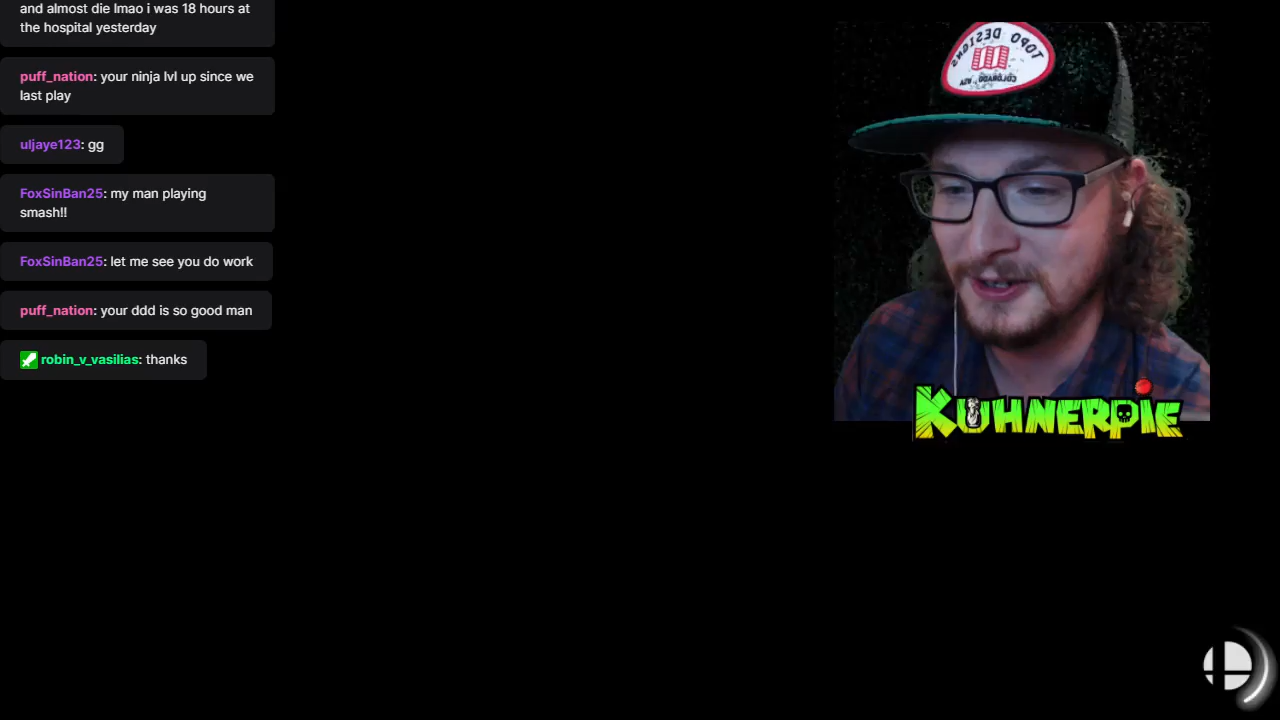 and almost die lmao i was 18 hours at
the hospital yesterday
puff_nation: your ninja lvl up since we
last play
uljaye123: gg
FoxSinBan25: my man playing
smash!!
FoxSinBan25: let me see you do work
puff_nation: your ddd is so good man
robin_v_vasilias: thanks
TOPO DESIGNS
COLORADO USA
KUHNERPIE